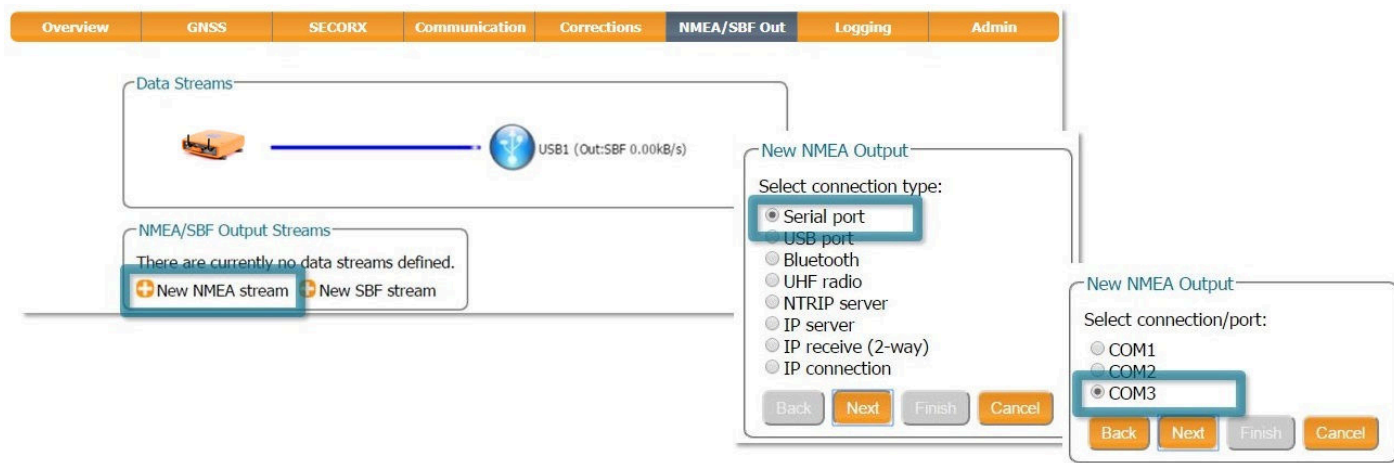 Overview GNSS SECORX Communication Corrections NMEA/SBF Out Logging Admin
Data Streams
USB1 (Out:SBF 0.00kB/s)
NMEA/SBF Output Streams
There are currently no data streams defined.
New NMEA stream New SBF stream
New NMEA Output
Select connection type:
Serial port
USB port
Bluetooth
UHF radio
NTRIP server
IP server
IP receive (2-way)
IP connection
Back Next Finish Cancel
New NMEA Output
Select connection/port:
COM1
COM2
COM3
Back Next Finish Cancel